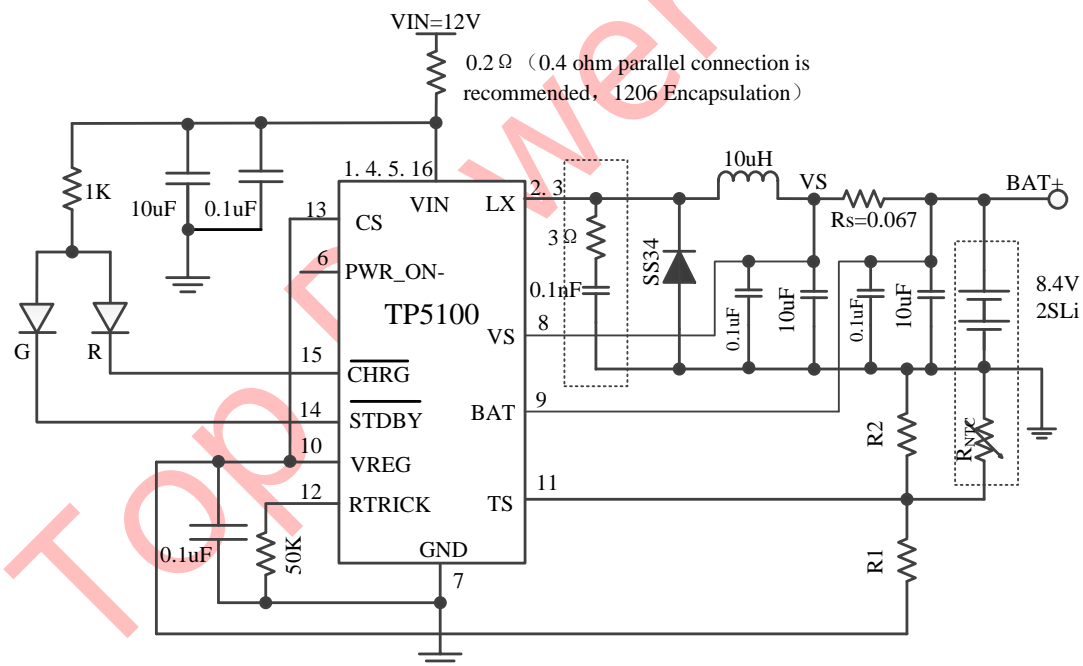 VIN=12V
0.2Ω（0.4 ohm parallel connection is
recommended，1206 Encapsulation）
1K
10uF
0.1uF
1. 4. 5. 16
VIN
13
CS
6
PWR_ON-
TP5100
G
R
15
CHRG
14
STDBY
10
VREG
12
RTRICK
0.1uF
50K
GND
7
2. 3
LX
3Ω
0.1nF
SS34
10uH
VS
Rs=0.067
BAT+
8
VS
0.1uF
10uF
0.1uF
10uF
8.4V
2SLi
9
BAT
R2
RNTC
11
TS
R1